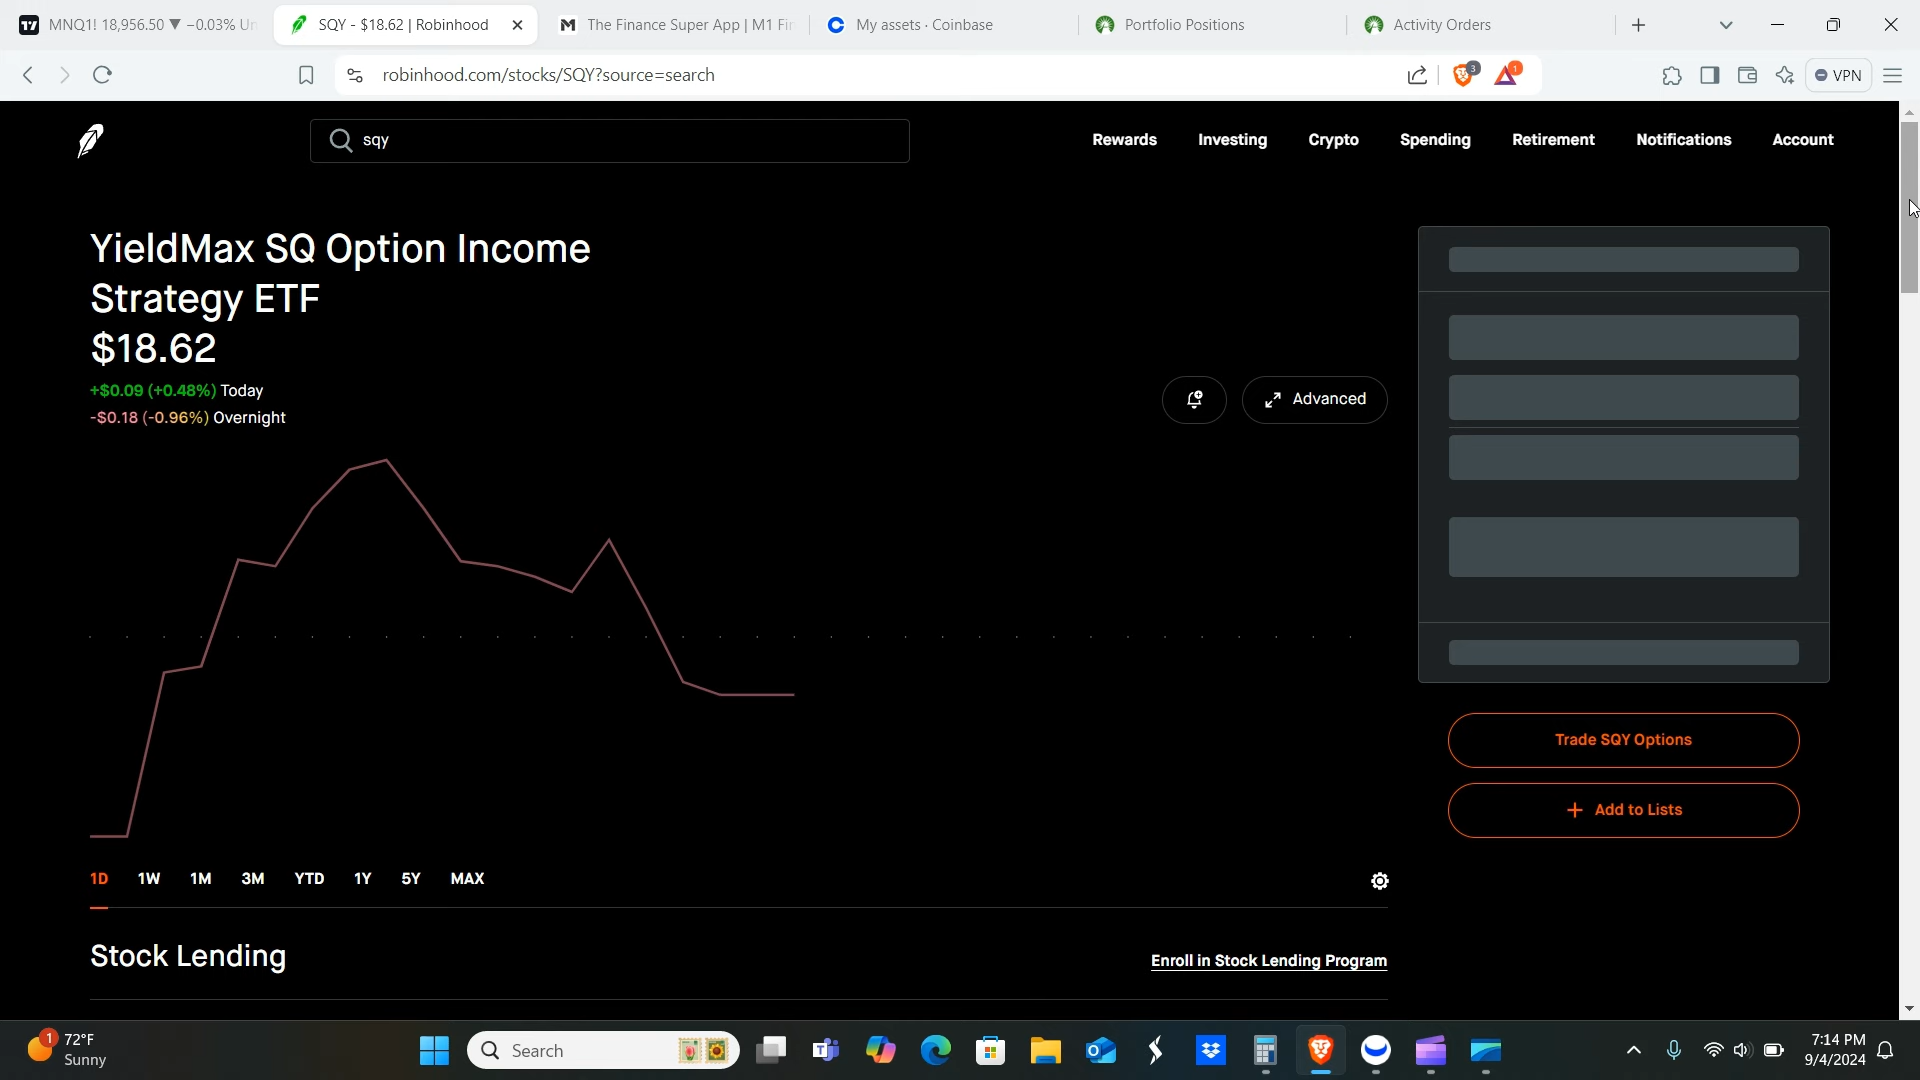 MNQ1! 18,956.50 ▼ −0.03% Un
SQY - $18.62 | Robinhood
The Finance Super App | M1 Fin
My assets · Coinbase
Portfolio Positions
Activity Orders
robinhood.com/stocks/SQY?source=search
3
1
VPN
sqy
Rewards
Investing
Crypto
Spending
Retirement
Notifications
Account
YieldMax SQ Option Income
Strategy ETF
$18.62
+$0.09 (+0.48%) Today
-$0.18 (-0.96%) Overnight
Advanced
Trade SQY Options
+ Add to Lists
1D 1W 1M 3M YTD 1Y 5Y MAX
Stock Lending
Enroll in Stock Lending Program
1
72°F
Sunny
Search
7:14 PM
9/4/2024